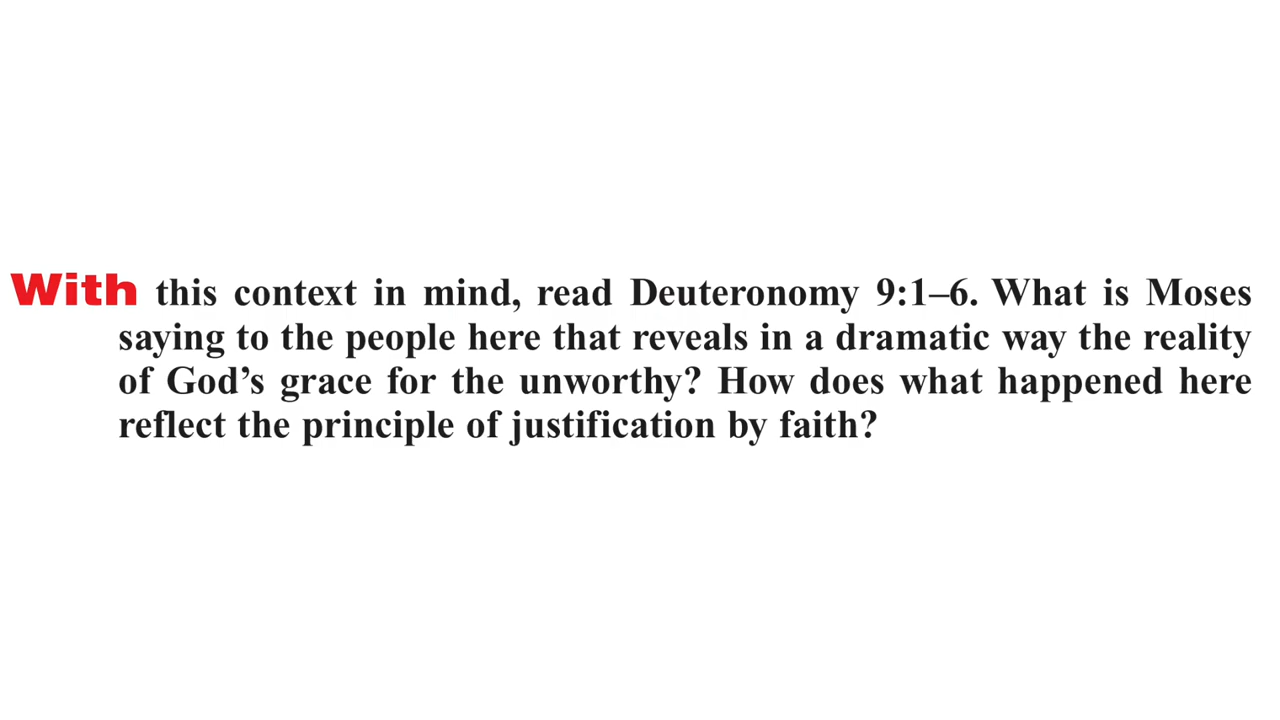 With this context in mind, read Deuteronomy 9:1–6. What is Moses
saying to the people here that reveals in a dramatic way the reality
of God’s grace for the unworthy? How does what happened here
reflect the principle of justification by faith?